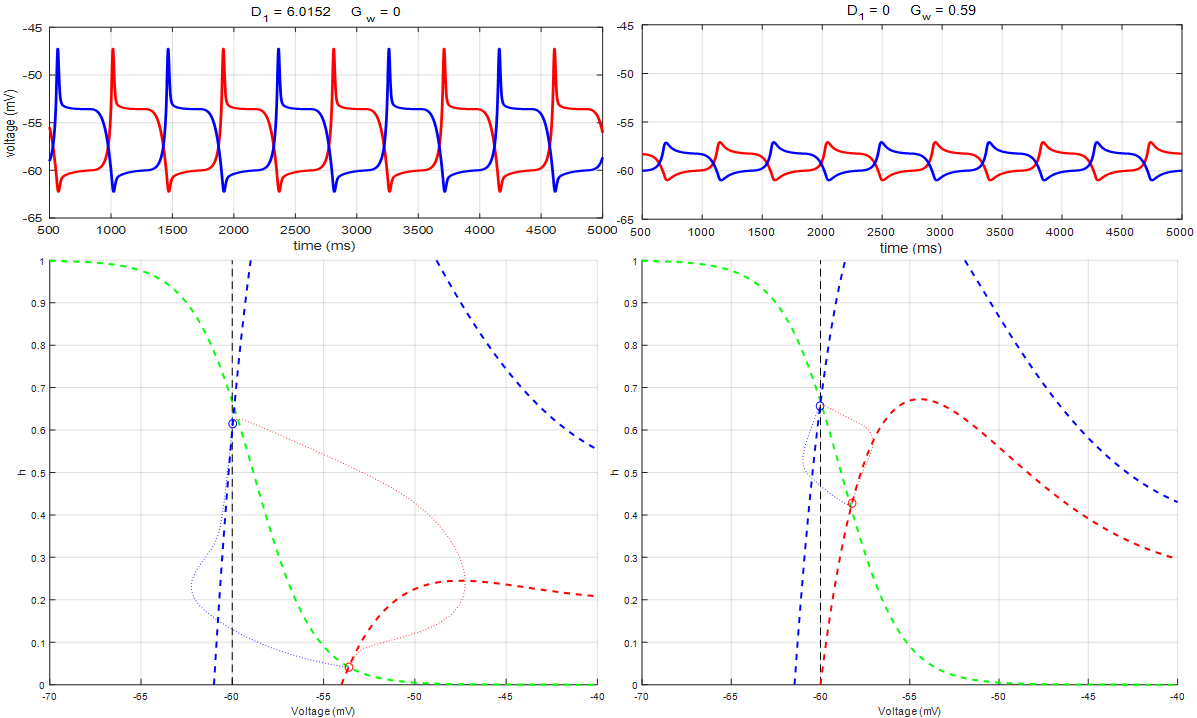 D1 = 6.0152 Gw = 0
D1 = 0 Gw = 0.59
-45
-50
-55
-60
-65
voltage (mV)
500 1000 1500 2000 2500 3000 3500 4000 4500 5000
time (ms)
-45
-50
-55
-60
-65
500 1000 1500 2000 2500 3000 3500 4000 4500 5000
time (ms)
1
0.9
0.8
0.7
0.6
0.5
0.4
0.3
0.2
0.1
0
h
-70 -65 -60 -55 -50 -45 -40
Voltage (mV)
1
0.9
0.8
0.7
0.6
0.5
0.4
0.3
0.2
0.1
0
h
-70 -65 -60 -55 -50 -45 -40
Voltage (mV)